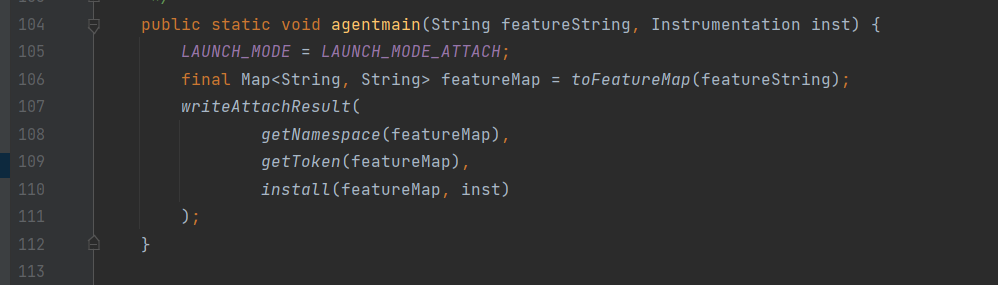 104 public static void agentmain(String featureString, Instrumentation inst) {
105 LAUNCH_MODE = LAUNCH_MODE_ATTACH;
106 final Map<String, String> featureMap = toFeatureMap(featureString);
107 writeAttachResult(
108 getNamespace(featureMap),
109 getToken(featureMap),
110 install(featureMap, inst)
111 );
112 }
113